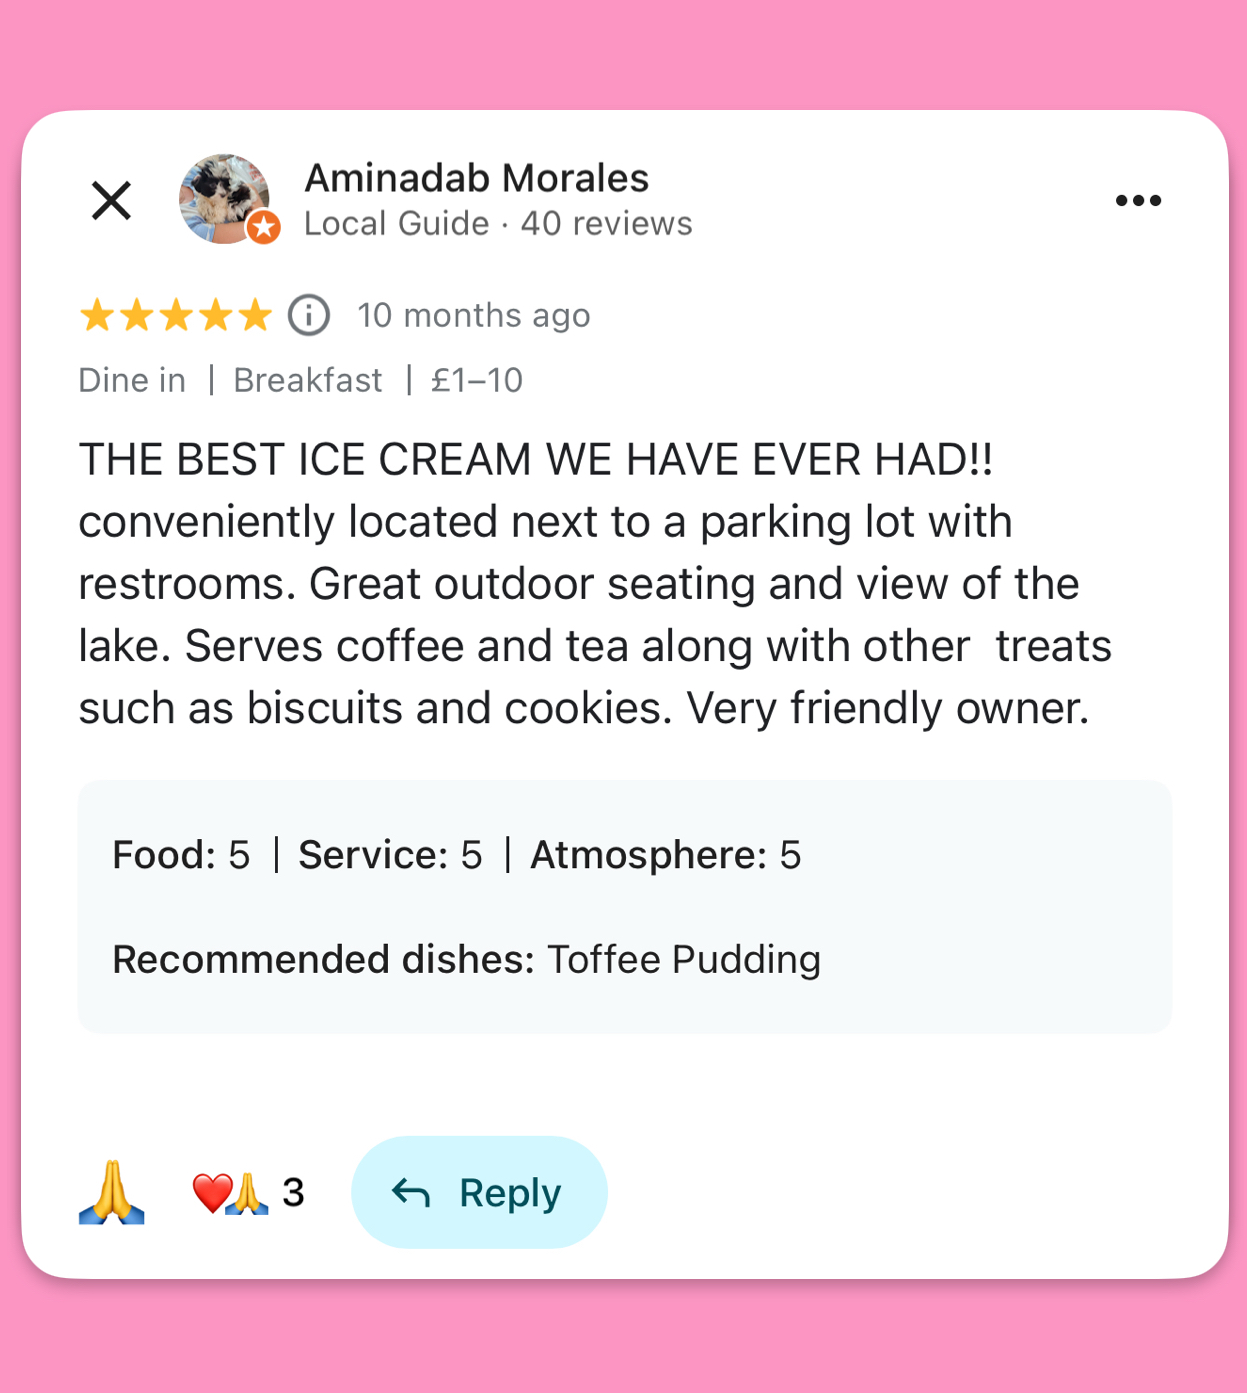 Aminadab Morales
Local Guide · 40 reviews
10 months ago
Dine in | Breakfast | £1–10
THE BEST ICE CREAM WE HAVE EVER HAD!!
conveniently located next to a parking lot with
restrooms. Great outdoor seating and view of the
lake. Serves coffee and tea along with other  treats
such as biscuits and cookies. Very friendly owner.
Food: 5 | Service: 5 | Atmosphere: 5
Recommended dishes: Toffee Pudding
🙏 ❤️🙏 3 Reply